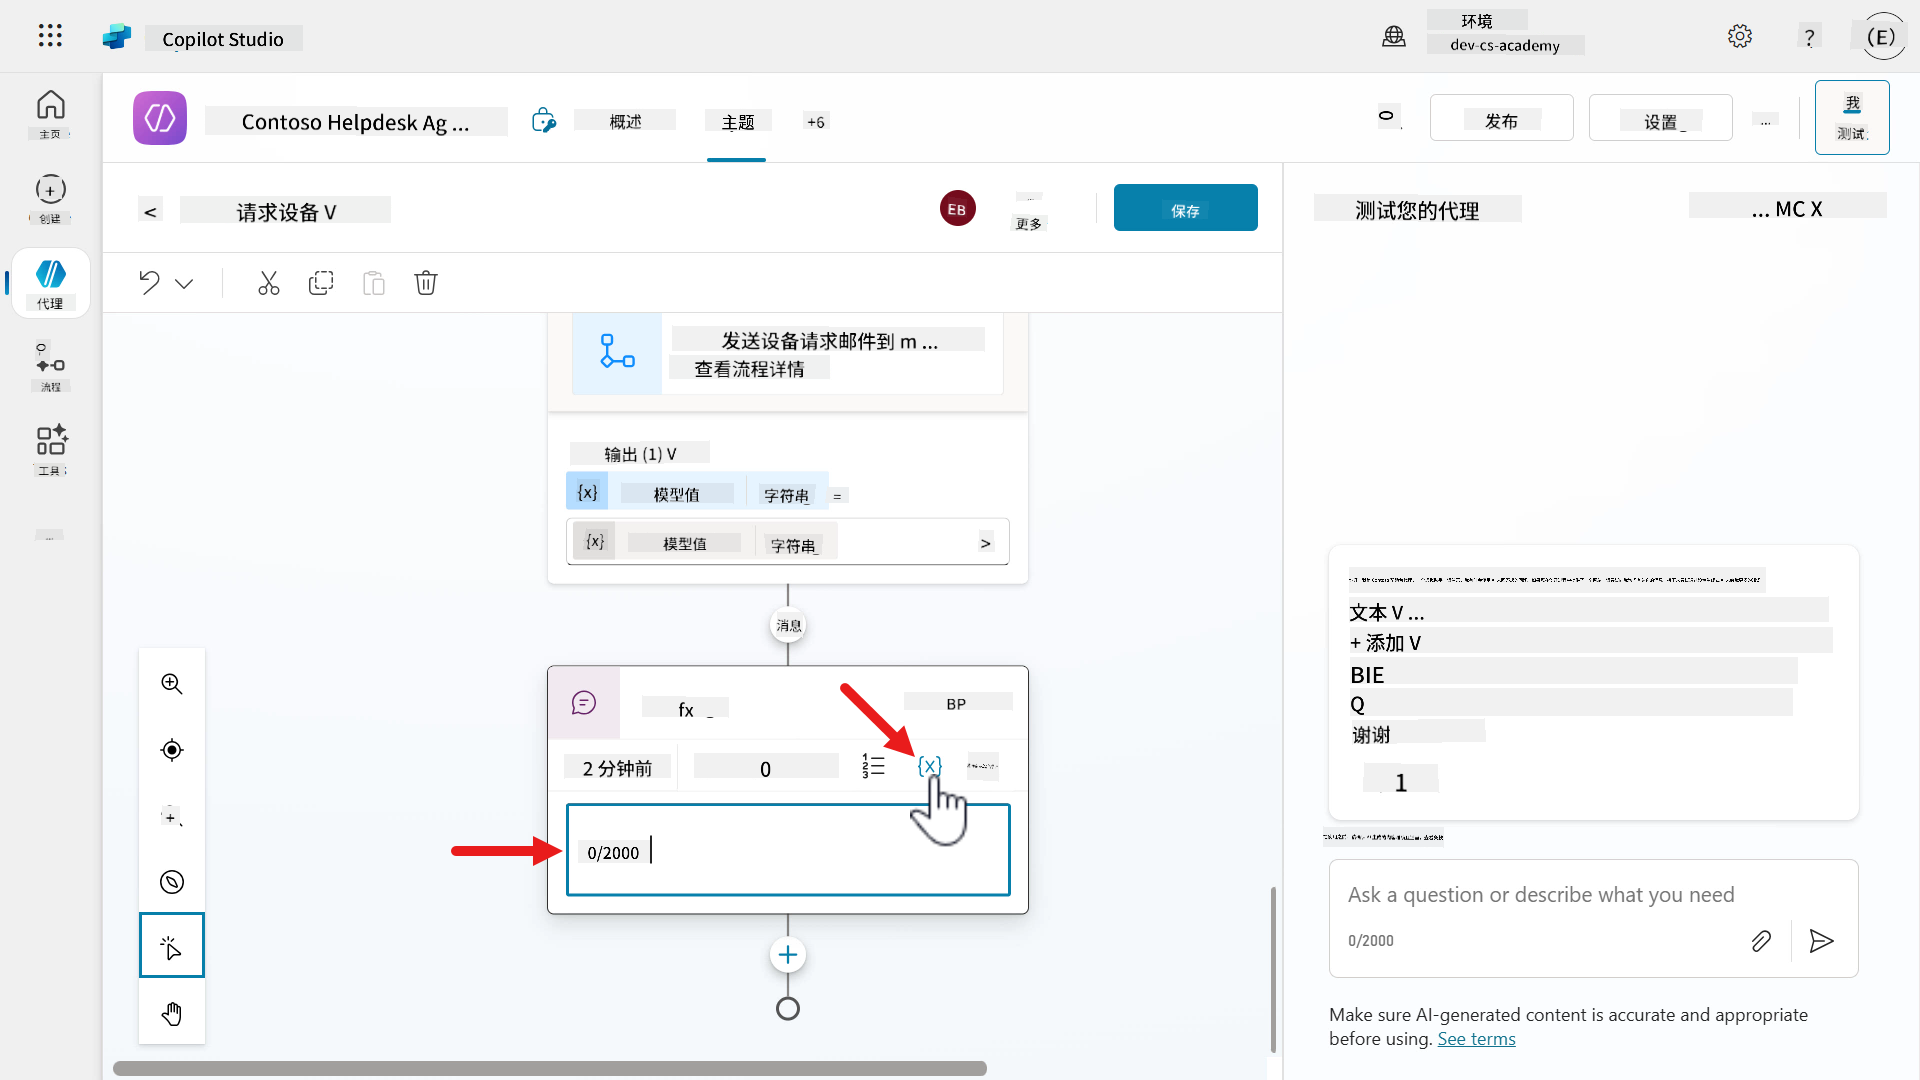 Copilot Studio
环境
dev-cs-academy
?
(E)
主页
创建
代理
流程
工具
Contoso Helpdesk Ag ...
概述
主题
+6
0
发布
设置
...
我
测试
<
请求设备 V
EB
更多
保存
发送设备请求邮件到 m ...
查看流程详情
输出 (1) V
{x} 模型值 字符串 =
{x} 模型值 字符串 >
消息
fx
BP
2 分钟前
0
{x}
0/2000
测试您的代理
... MC X
文本 V ...
+ 添加 V
BIE
Q
谢谢
1
Ask a question or describe what you need
0/2000
Make sure AI-generated content is accurate and appropriate
before using. See terms